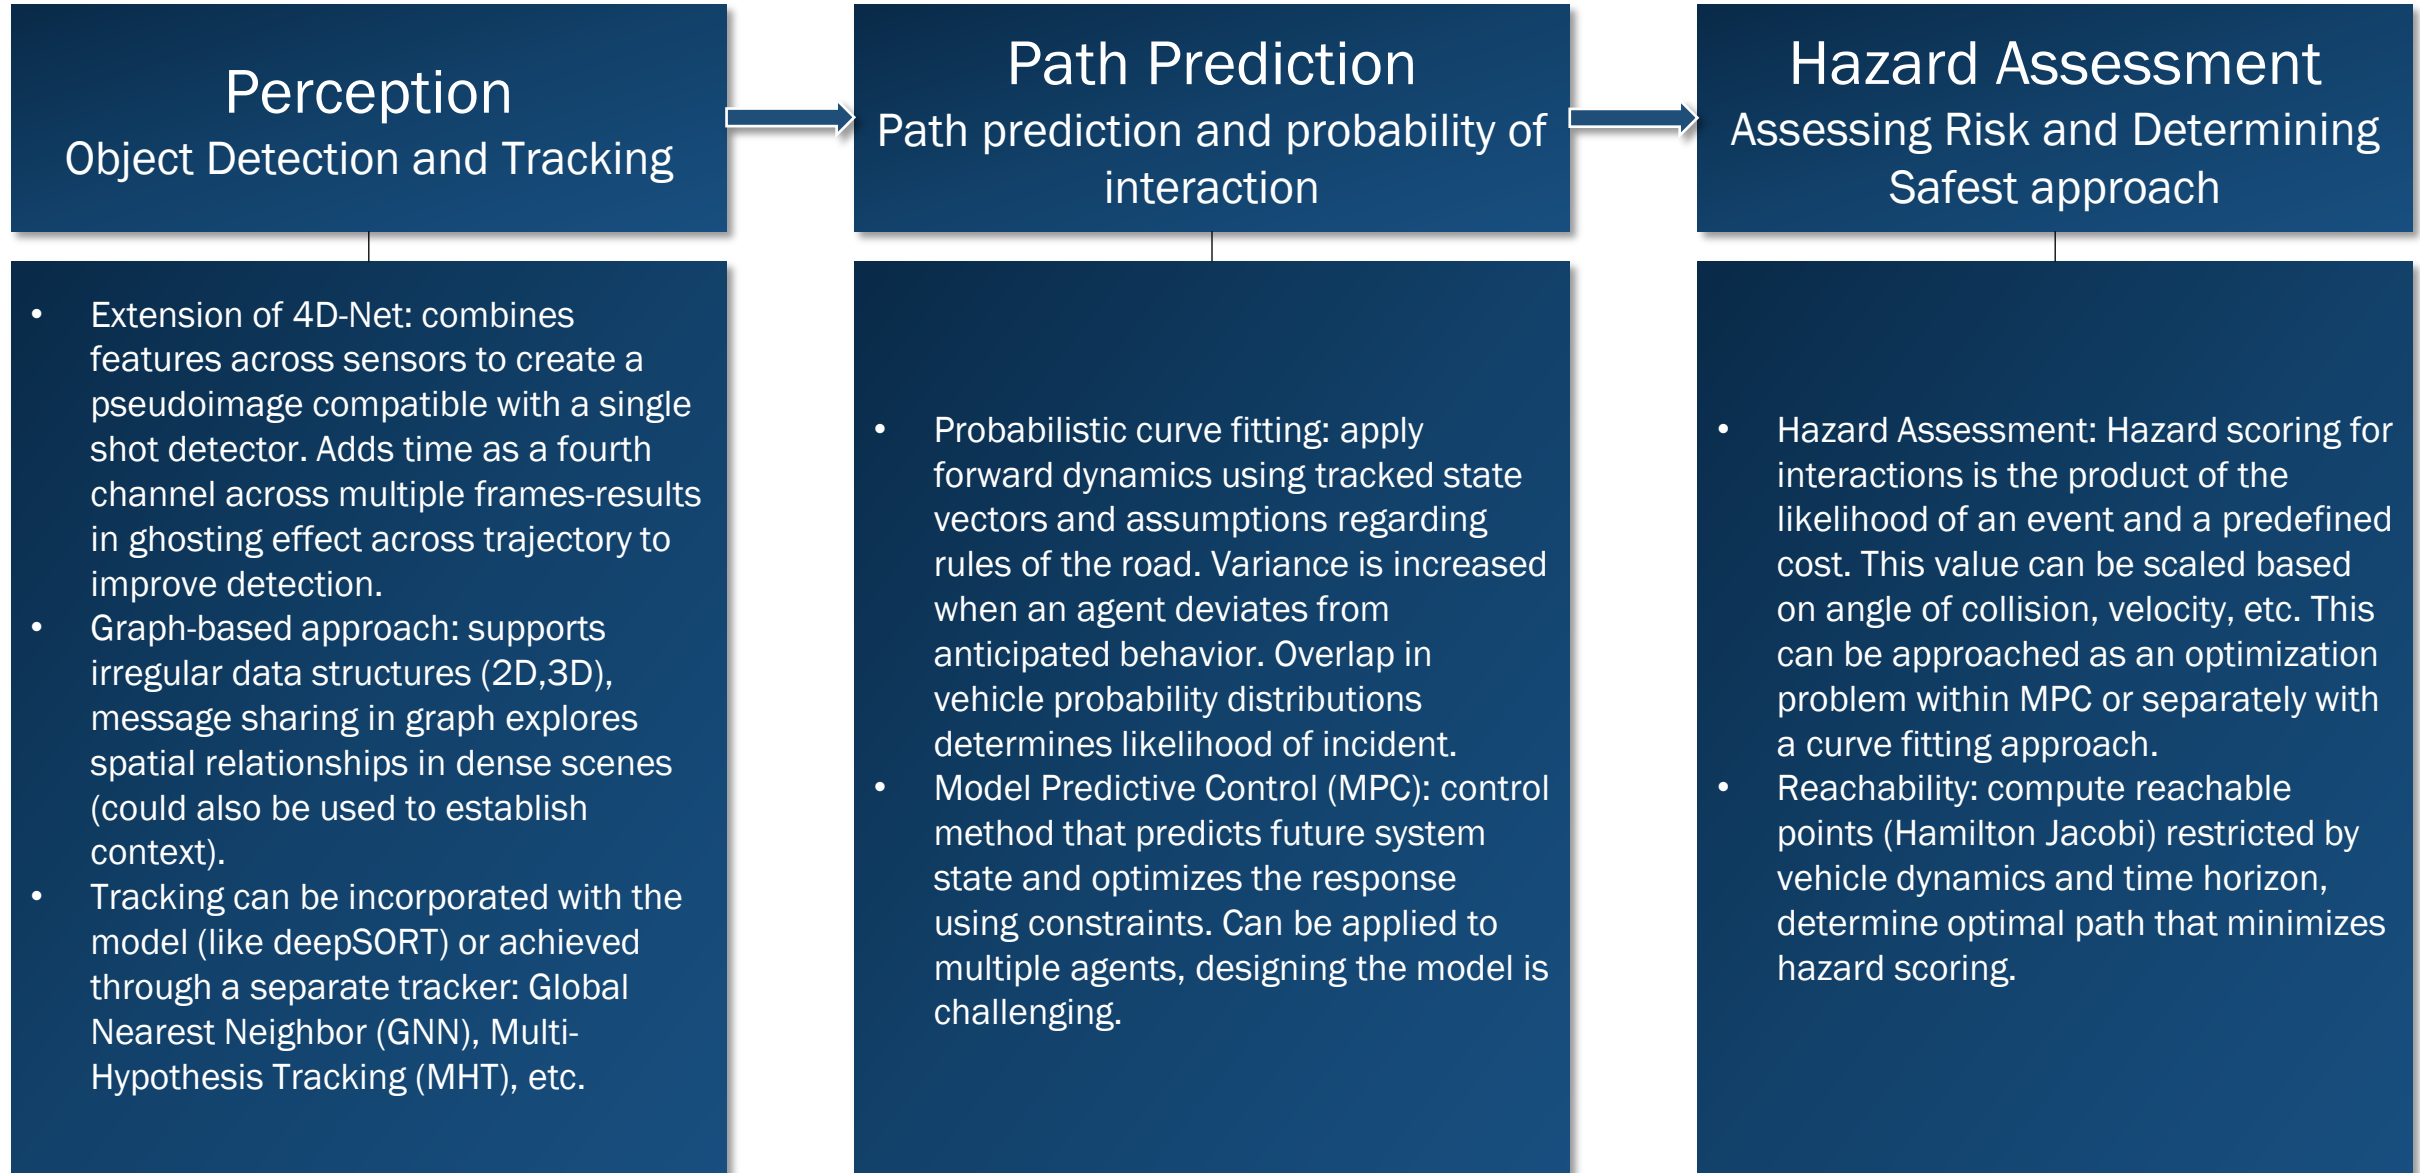 Perception
Object Detection and Tracking
• Extension of 4D-Net: combines
features across sensors to create a
pseudoimage compatible with a single
shot detector. Adds time as a fourth
channel across multiple frames-results
in ghosting effect across trajectory to
improve detection.
• Graph-based approach: supports
irregular data structures (2D,3D),
message sharing in graph explores
spatial relationships in dense scenes
(could also be used to establish
context).
• Tracking can be incorporated with the
model (like deepSORT) or achieved
through a separate tracker: Global
Nearest Neighbor (GNN), Multi-
Hypothesis Tracking (MHT), etc.
Path Prediction
Path prediction and probability of
interaction
• Probabilistic curve fitting: apply
forward dynamics using tracked state
vectors and assumptions regarding
rules of the road. Variance is increased
when an agent deviates from
anticipated behavior. Overlap in
vehicle probability distributions
determines likelihood of incident.
• Model Predictive Control (MPC): control
method that predicts future system
state and optimizes the response
using constraints. Can be applied to
multiple agents, designing the model is
challenging.
Hazard Assessment
Assessing Risk and Determining
Safest approach
• Hazard Assessment: Hazard scoring for
interactions is the product of the
likelihood of an event and a predefined
cost. This value can be scaled based
on angle of collision, velocity, etc. This
can be approached as an optimization
problem within MPC or separately with
a curve fitting approach.
• Reachability: compute reachable
points (Hamilton Jacobi) restricted by
vehicle dynamics and time horizon,
determine optimal path that minimizes
hazard scoring.